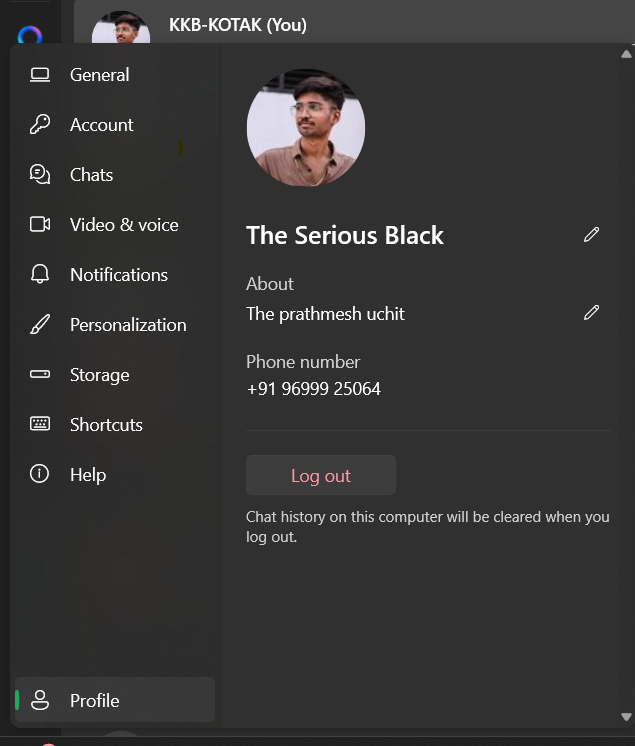 KKB-KOTAK (You)
General
Account
Chats
Video & voice
Notifications
Personalization
Storage
Shortcuts
Help
Profile
The Serious Black
About
The prathmesh uchit
Phone number
+91 96999 25064
Log out
Chat history on this computer will be cleared when you
log out.